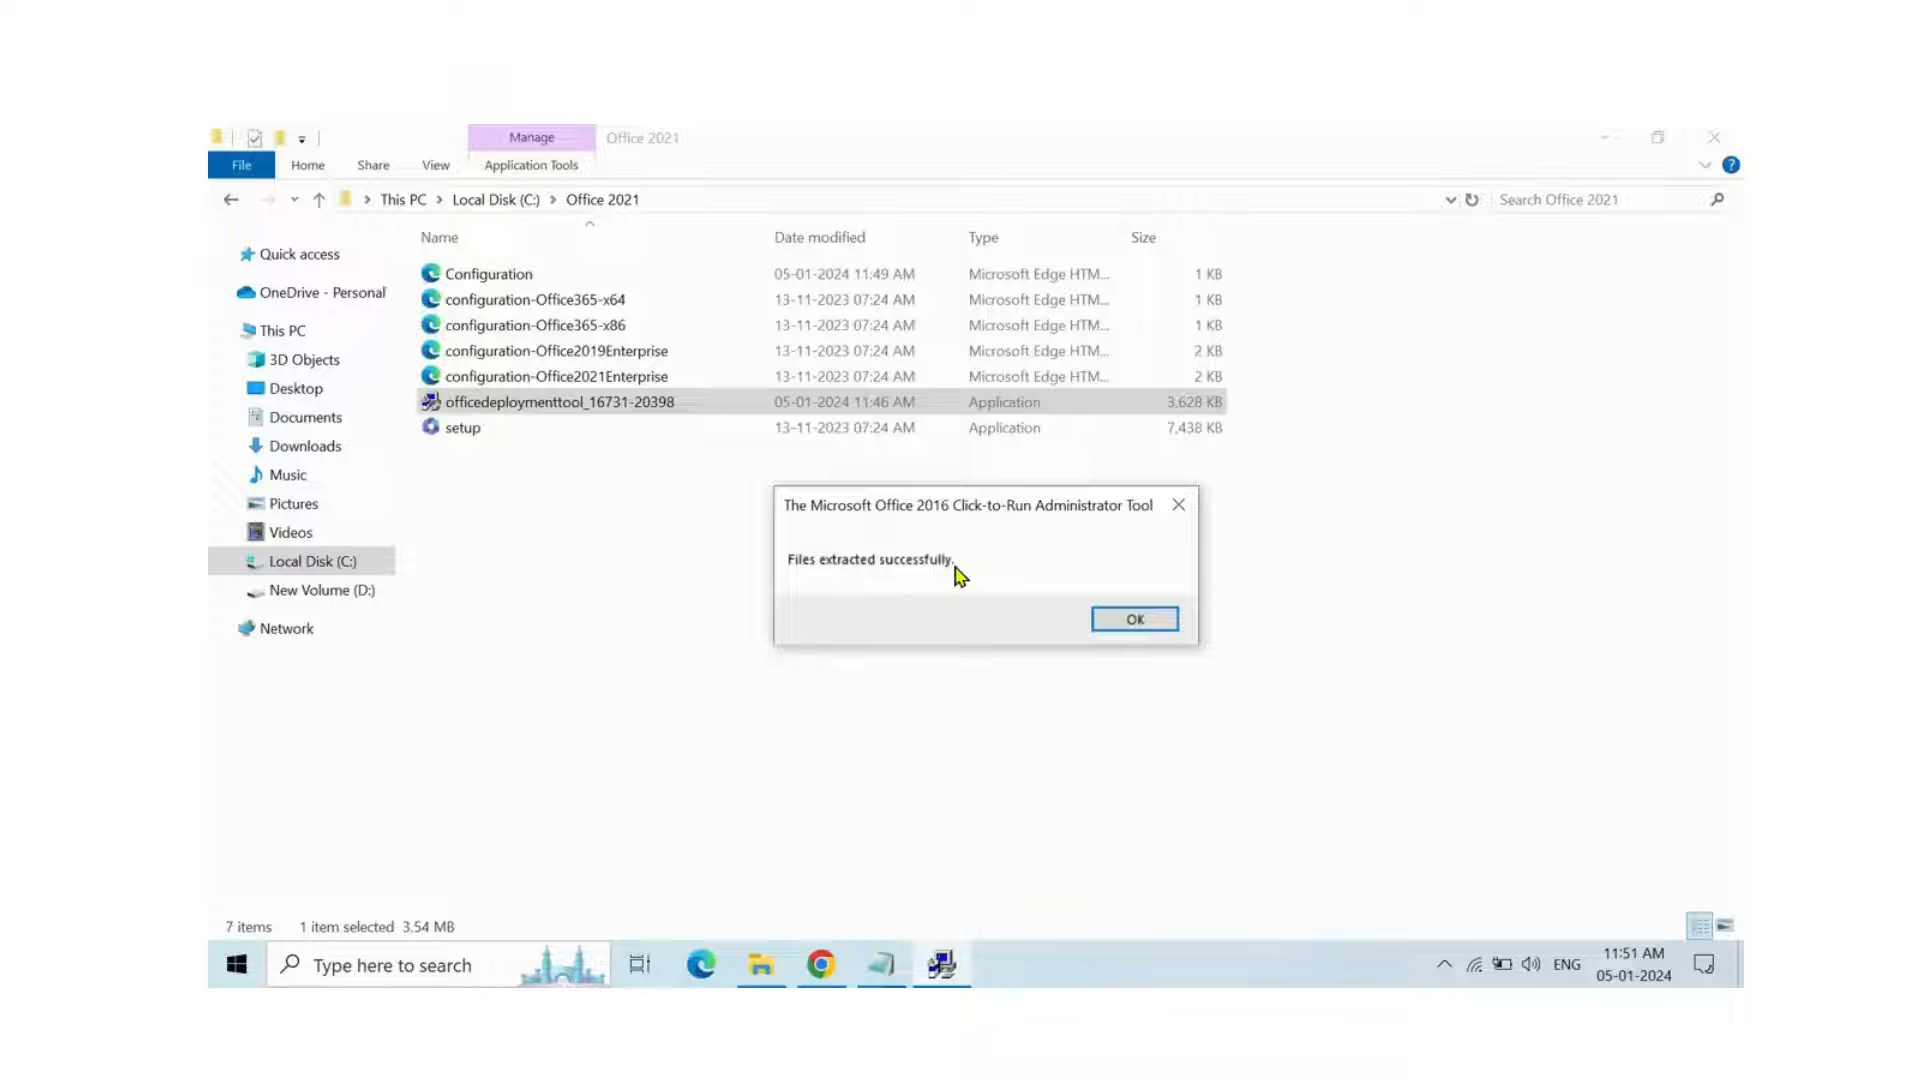 Manage Office 2021
File Home Share View Application Tools
This PC Local Disk (C:) Office 2021 Search Office 2021
Name Date modified Type Size
Quick access
OneDrive - Personal
This PC
3D Objects
Desktop
Documents
Downloads
Music
Pictures
Videos
Local Disk (C:)
New Volume (D:)
Network
Configuration 05-01-2024 11:49 AM Microsoft Edge HTM... 1 KB
configuration-Office365-x64 13-11-2023 07:24 AM Microsoft Edge HTM... 1 KB
configuration-Office365-x86 13-11-2023 07:24 AM Microsoft Edge HTM... 1 KB
configuration-Office2019Enterprise 13-11-2023 07:24 AM Microsoft Edge HTM... 2 KB
configuration-Office2021Enterprise 13-11-2023 07:24 AM Microsoft Edge HTM... 2 KB
officedeploymenttool_16731-20398 05-01-2024 11:46 AM Application 3,628 KB
setup 13-11-2023 07:24 AM Application 7,438 KB
The Microsoft Office 2016 Click-to-Run Administrator Tool
Files extracted successfully.
OK
7 items 1 item selected 3.54 MB
Type here to search
ENG
11:51 AM
05-01-2024